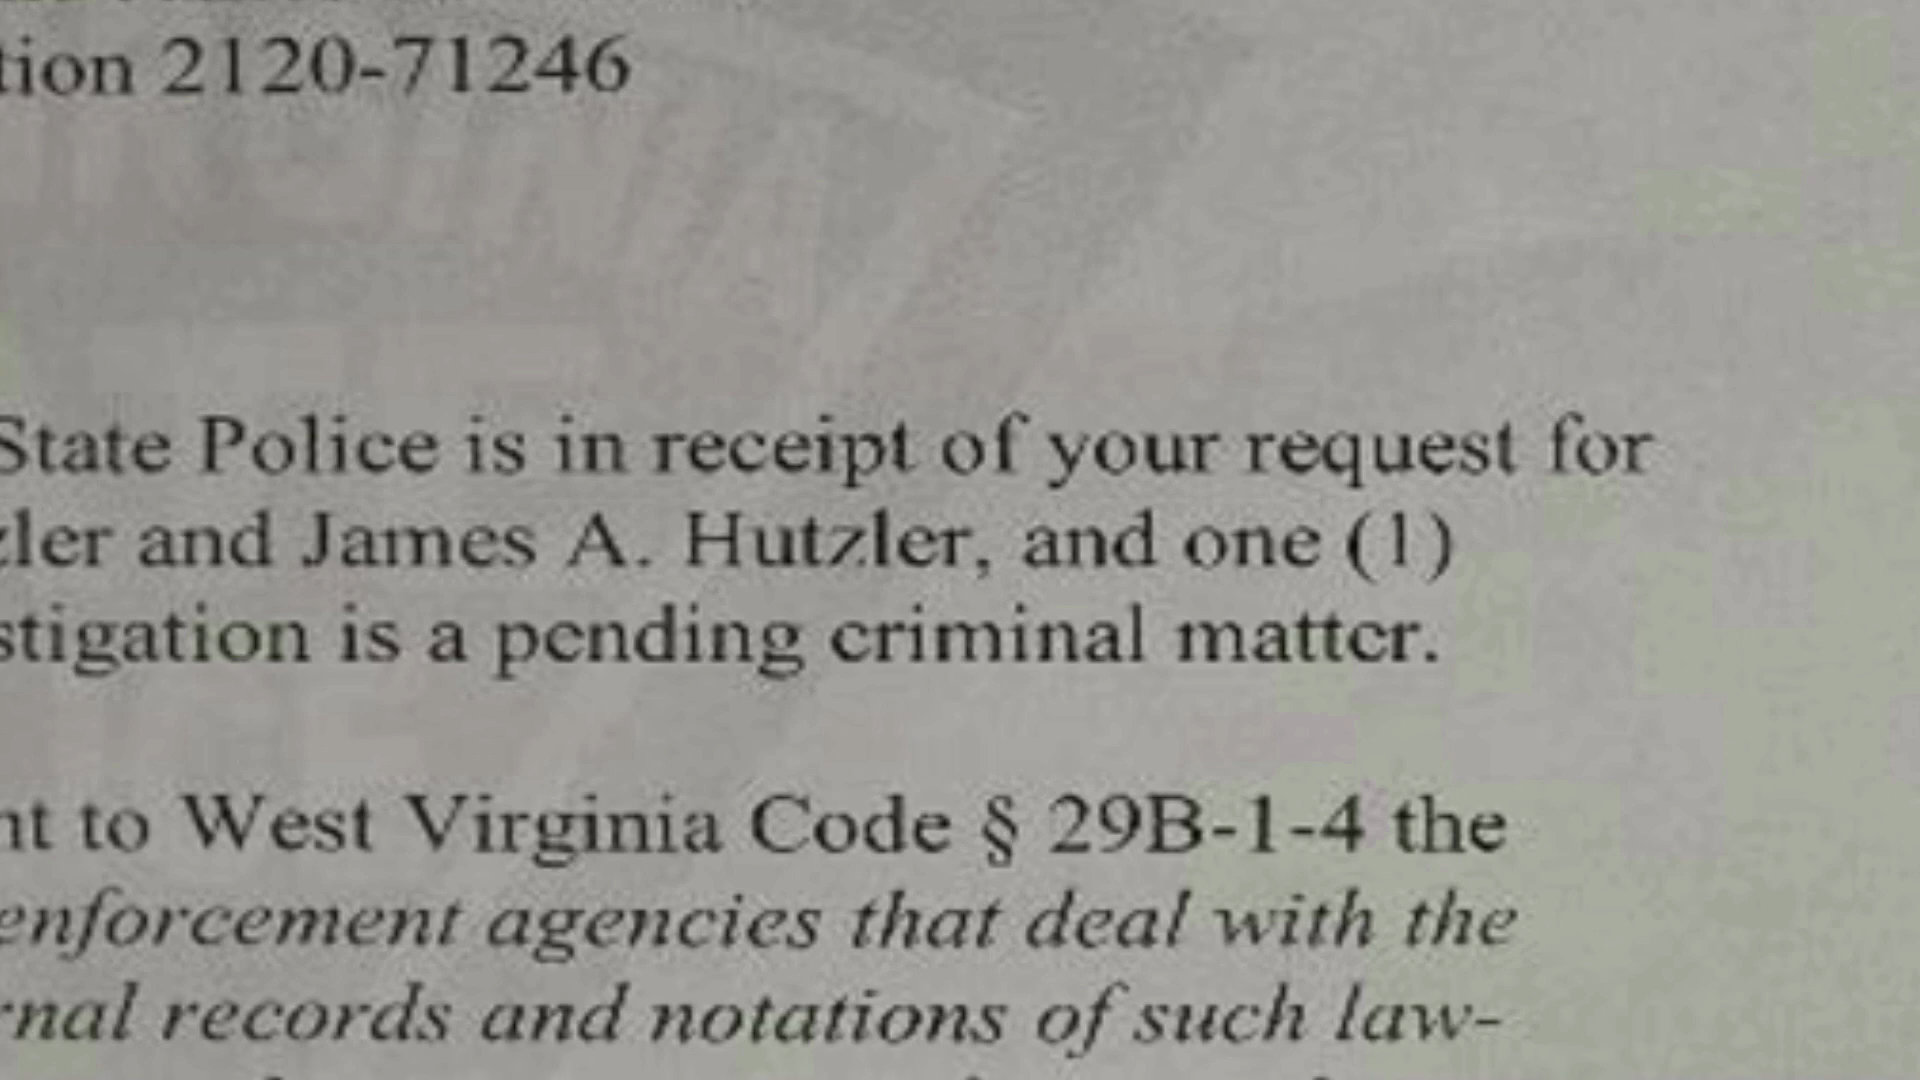 tion 2120-71246
State Police is in receipt of your request for
zler and James A. Hutzler, and one (1)
stigation is a pending criminal matter.
nt to West Virginia Code § 29B-1-4 the
enforcement agencies that deal with the
rnal records and notations of such law-